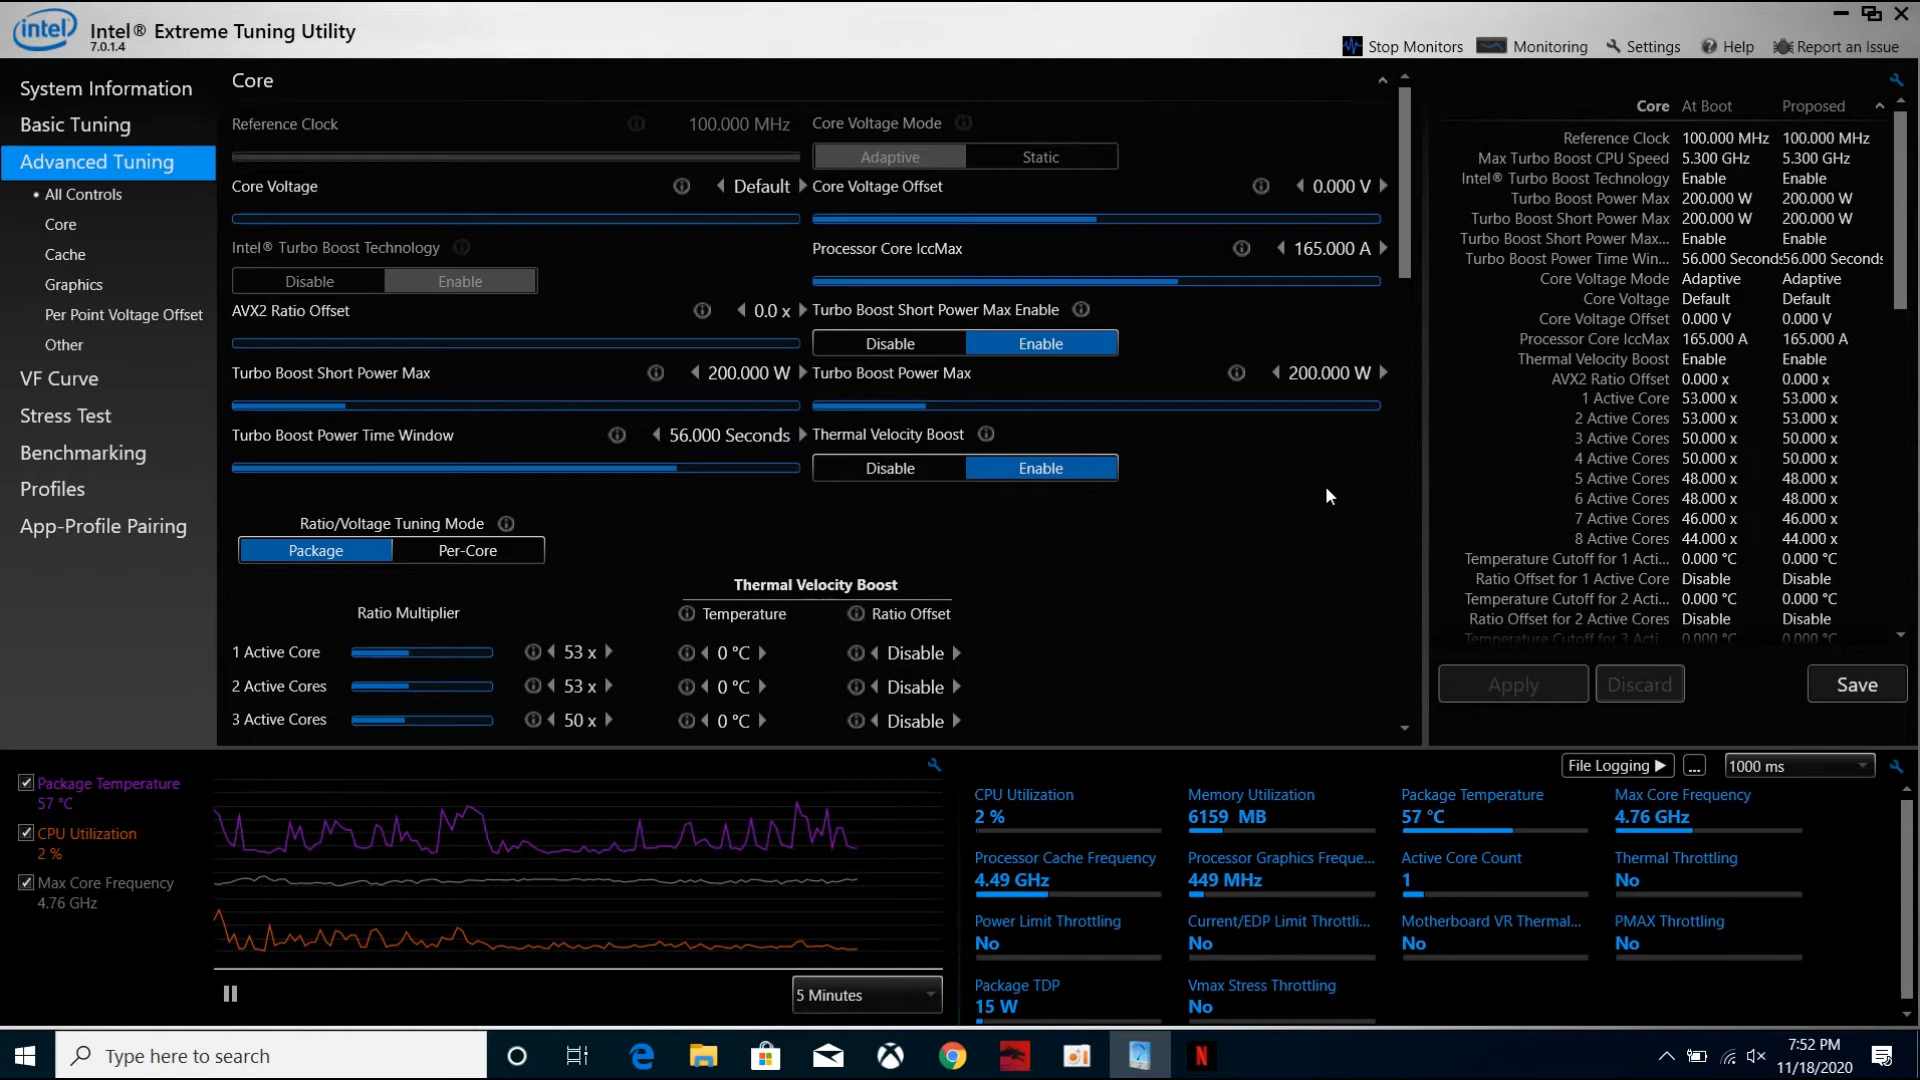 intel
Intel® Extreme Tuning Utility
7.0.1.4
Stop Monitors Monitoring Settings Help Report an Issue
System Information
Basic Tuning
Advanced Tuning
• All Controls
Core
Cache
Graphics
Per Point Voltage Offset
Other
VF Curve
Stress Test
Benchmarking
Profiles
App-Profile Pairing
Core
Reference Clock 100.000 MHz
Core Voltage Mode
Adaptive Static
Core Voltage Default
Core Voltage Offset 0.000 V
Intel® Turbo Boost Technology
Disable Enable
Processor Core IccMax 165.000 A
AVX2 Ratio Offset 0.0 x
Turbo Boost Short Power Max Enable
Disable Enable
Turbo Boost Short Power Max 200.000 W
Turbo Boost Power Max 200.000 W
Turbo Boost Power Time Window 56.000 Seconds
Thermal Velocity Boost
Disable Enable
Ratio/Voltage Tuning Mode
Package Per-Core
Thermal Velocity Boost
Ratio Multiplier Temperature Ratio Offset
1 Active Core 53 x 0 °C Disable
2 Active Cores 53 x 0 °C Disable
3 Active Cores 50 x 0 °C Disable
Core At Boot Proposed
Reference Clock 100.000 MHz 100.000 MHz
Max Turbo Boost CPU Speed 5.300 GHz 5.300 GHz
Intel® Turbo Boost Technology Enable Enable
Turbo Boost Power Max 200.000 W 200.000 W
Turbo Boost Short Power Max 200.000 W 200.000 W
Turbo Boost Short Power Max... Enable Enable
Turbo Boost Power Time Win... 56.000 Seconds 56.000 Seconds
Core Voltage Mode Adaptive Adaptive
Core Voltage Default Default
Core Voltage Offset 0.000 V 0.000 V
Processor Core IccMax 165.000 A 165.000 A
Thermal Velocity Boost Enable Enable
AVX2 Ratio Offset 0.000 x 0.000 x
1 Active Core 53.000 x 53.000 x
2 Active Cores 53.000 x 53.000 x
3 Active Cores 50.000 x 50.000 x
4 Active Cores 50.000 x 50.000 x
5 Active Cores 48.000 x 48.000 x
6 Active Cores 48.000 x 48.000 x
7 Active Cores 46.000 x 46.000 x
8 Active Cores 44.000 x 44.000 x
Temperature Cutoff for 1 Acti... 0.000 °C 0.000 °C
Ratio Offset for 1 Active Core Disable Disable
Temperature Cutoff for 2 Acti... 0.000 °C 0.000 °C
Ratio Offset for 2 Active Cores Disable Disable
Temperature Cutoff for 3 Acti... 0.000 °C 0.000 °C
Apply Discard Save
Package Temperature
57 °C
CPU Utilization
2 %
Max Core Frequency
4.76 GHz
5 Minutes
File Logging ... 1000 ms
CPU Utilization Memory Utilization Package Temperature Max Core Frequency
2 % 6159 MB 57 °C 4.76 GHz
Processor Cache Frequency Processor Graphics Freque... Active Core Count Thermal Throttling
4.49 GHz 449 MHz 1 No
Power Limit Throttling Current/EDP Limit Throttli... Motherboard VR Thermal... PMAX Throttling
No No No No
Package TDP Vmax Stress Throttling
15 W No
Type here to search
N
7:52 PM
11/18/2020